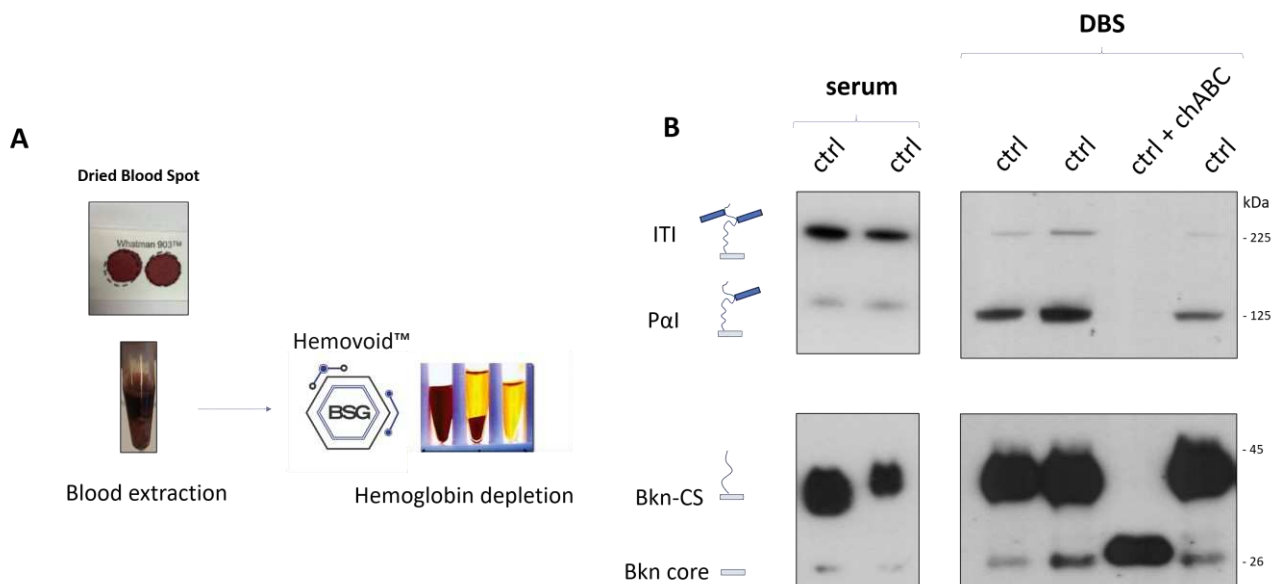 A
Dried Blood Spot
Whatman 903™
Blood extraction
Hemovoid™
BSG
Hemoglobin depletion
B
serum
DBS
ctrl
ctrl
ctrl
ctrl
ctrl + chABC
ctrl
kDa
ITI
- 225
PαI
- 125
- 45
Bkn-CS
Bkn core
- 26